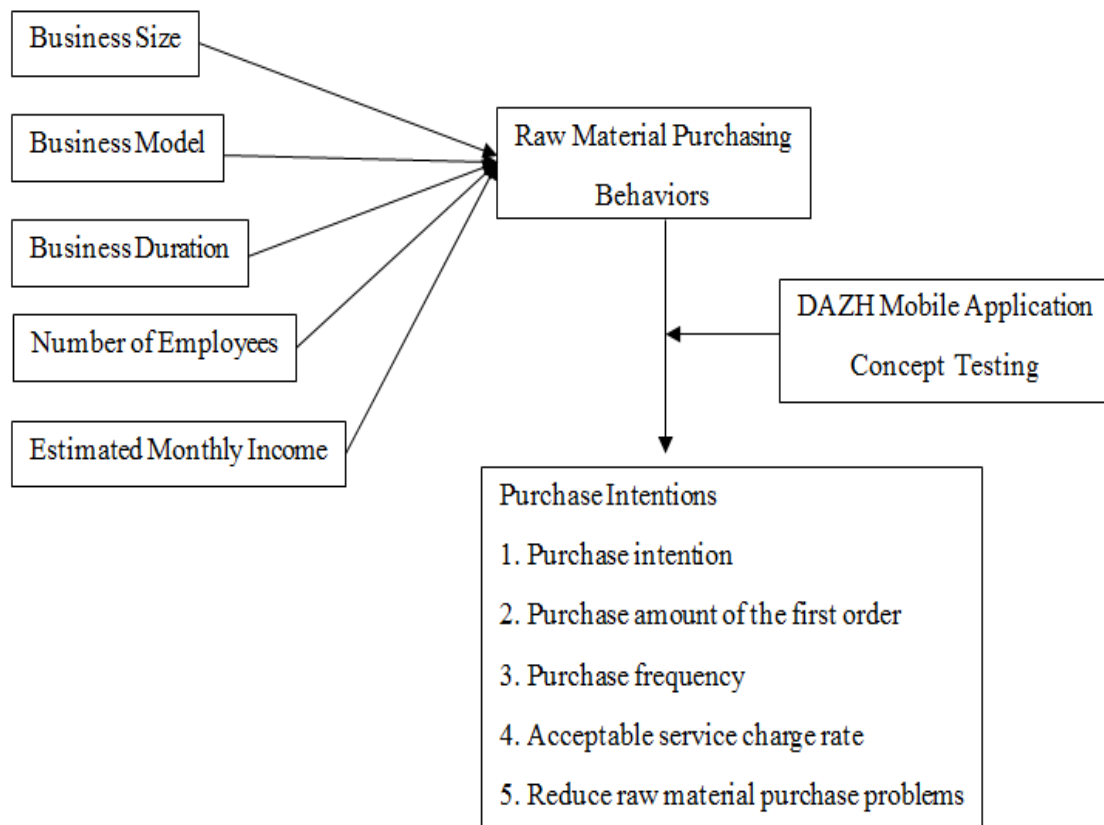 Business Size
Business Model
Business Duration
Number of Employees
Estimated Monthly Income
Raw Material Purchasing
Behaviors
DAZH Mobile Application
Concept Testing
Purchase Intentions
1. Purchase intention
2. Purchase amount of the first order
3. Purchase frequency
4. Acceptable service charge rate
5. Reduce raw material purchase problems